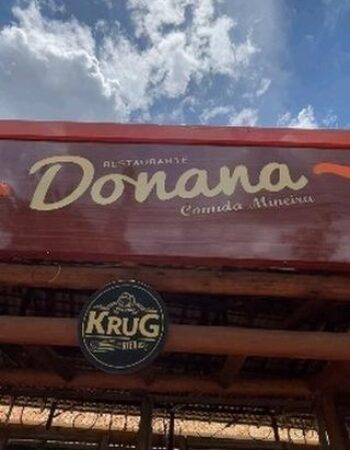 RESTAURANTE
Donana
Comida Mineira
KRUG
BIER